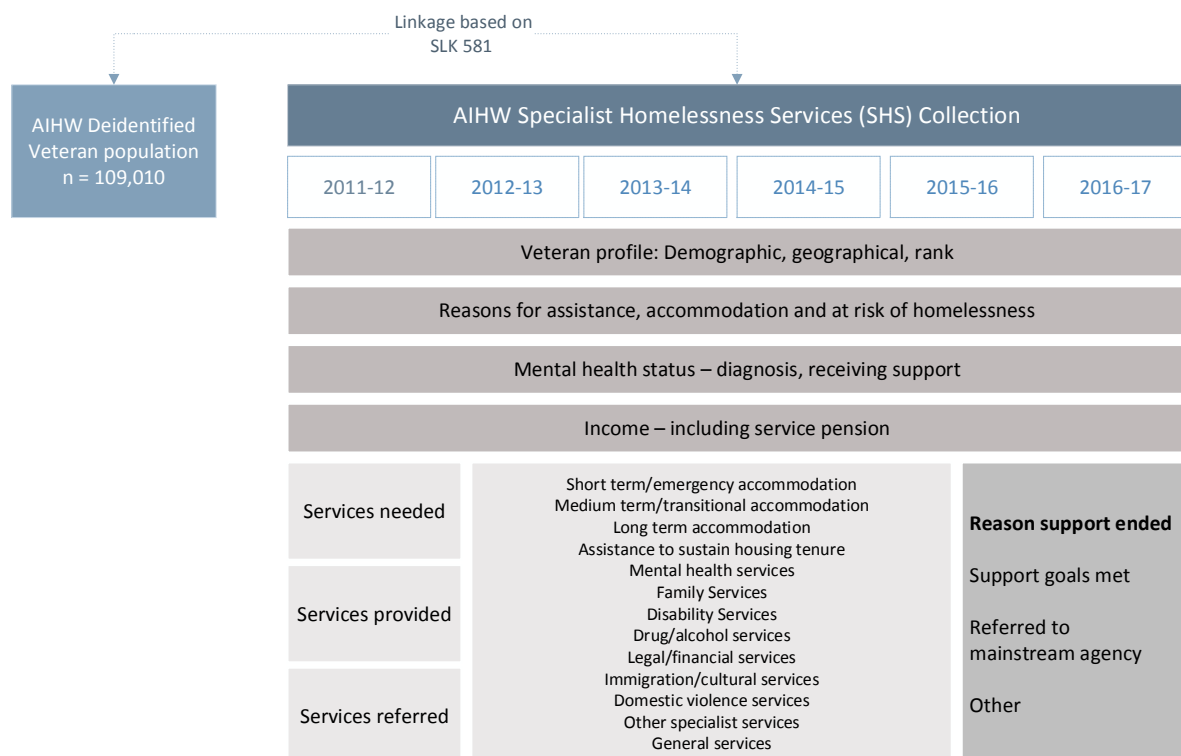 Linkage based on
SLK 581
AIHW Deidentified
Veteran population
n = 109,010
AIHW Specialist Homelessness Services (SHS) Collection
2011-12
2012-13
2013-14
2014-15
2015-16
2016-17
Veteran profile: Demographic, geographical, rank
Reasons for assistance, accommodation and at risk of homelessness
Mental health status – diagnosis, receiving support
Income – including service pension
Services needed
Services provided
Services referred
Short term/emergency accommodation
Medium term/transitional accommodation
Long term accommodation
Assistance to sustain housing tenure
Mental health services
Family Services
Disability Services
Drug/alcohol services
Legal/financial services
Immigration/cultural services
Domestic violence services
Other specialist services
General services
Reason support ended
Support goals met
Referred to
mainstream agency
Other